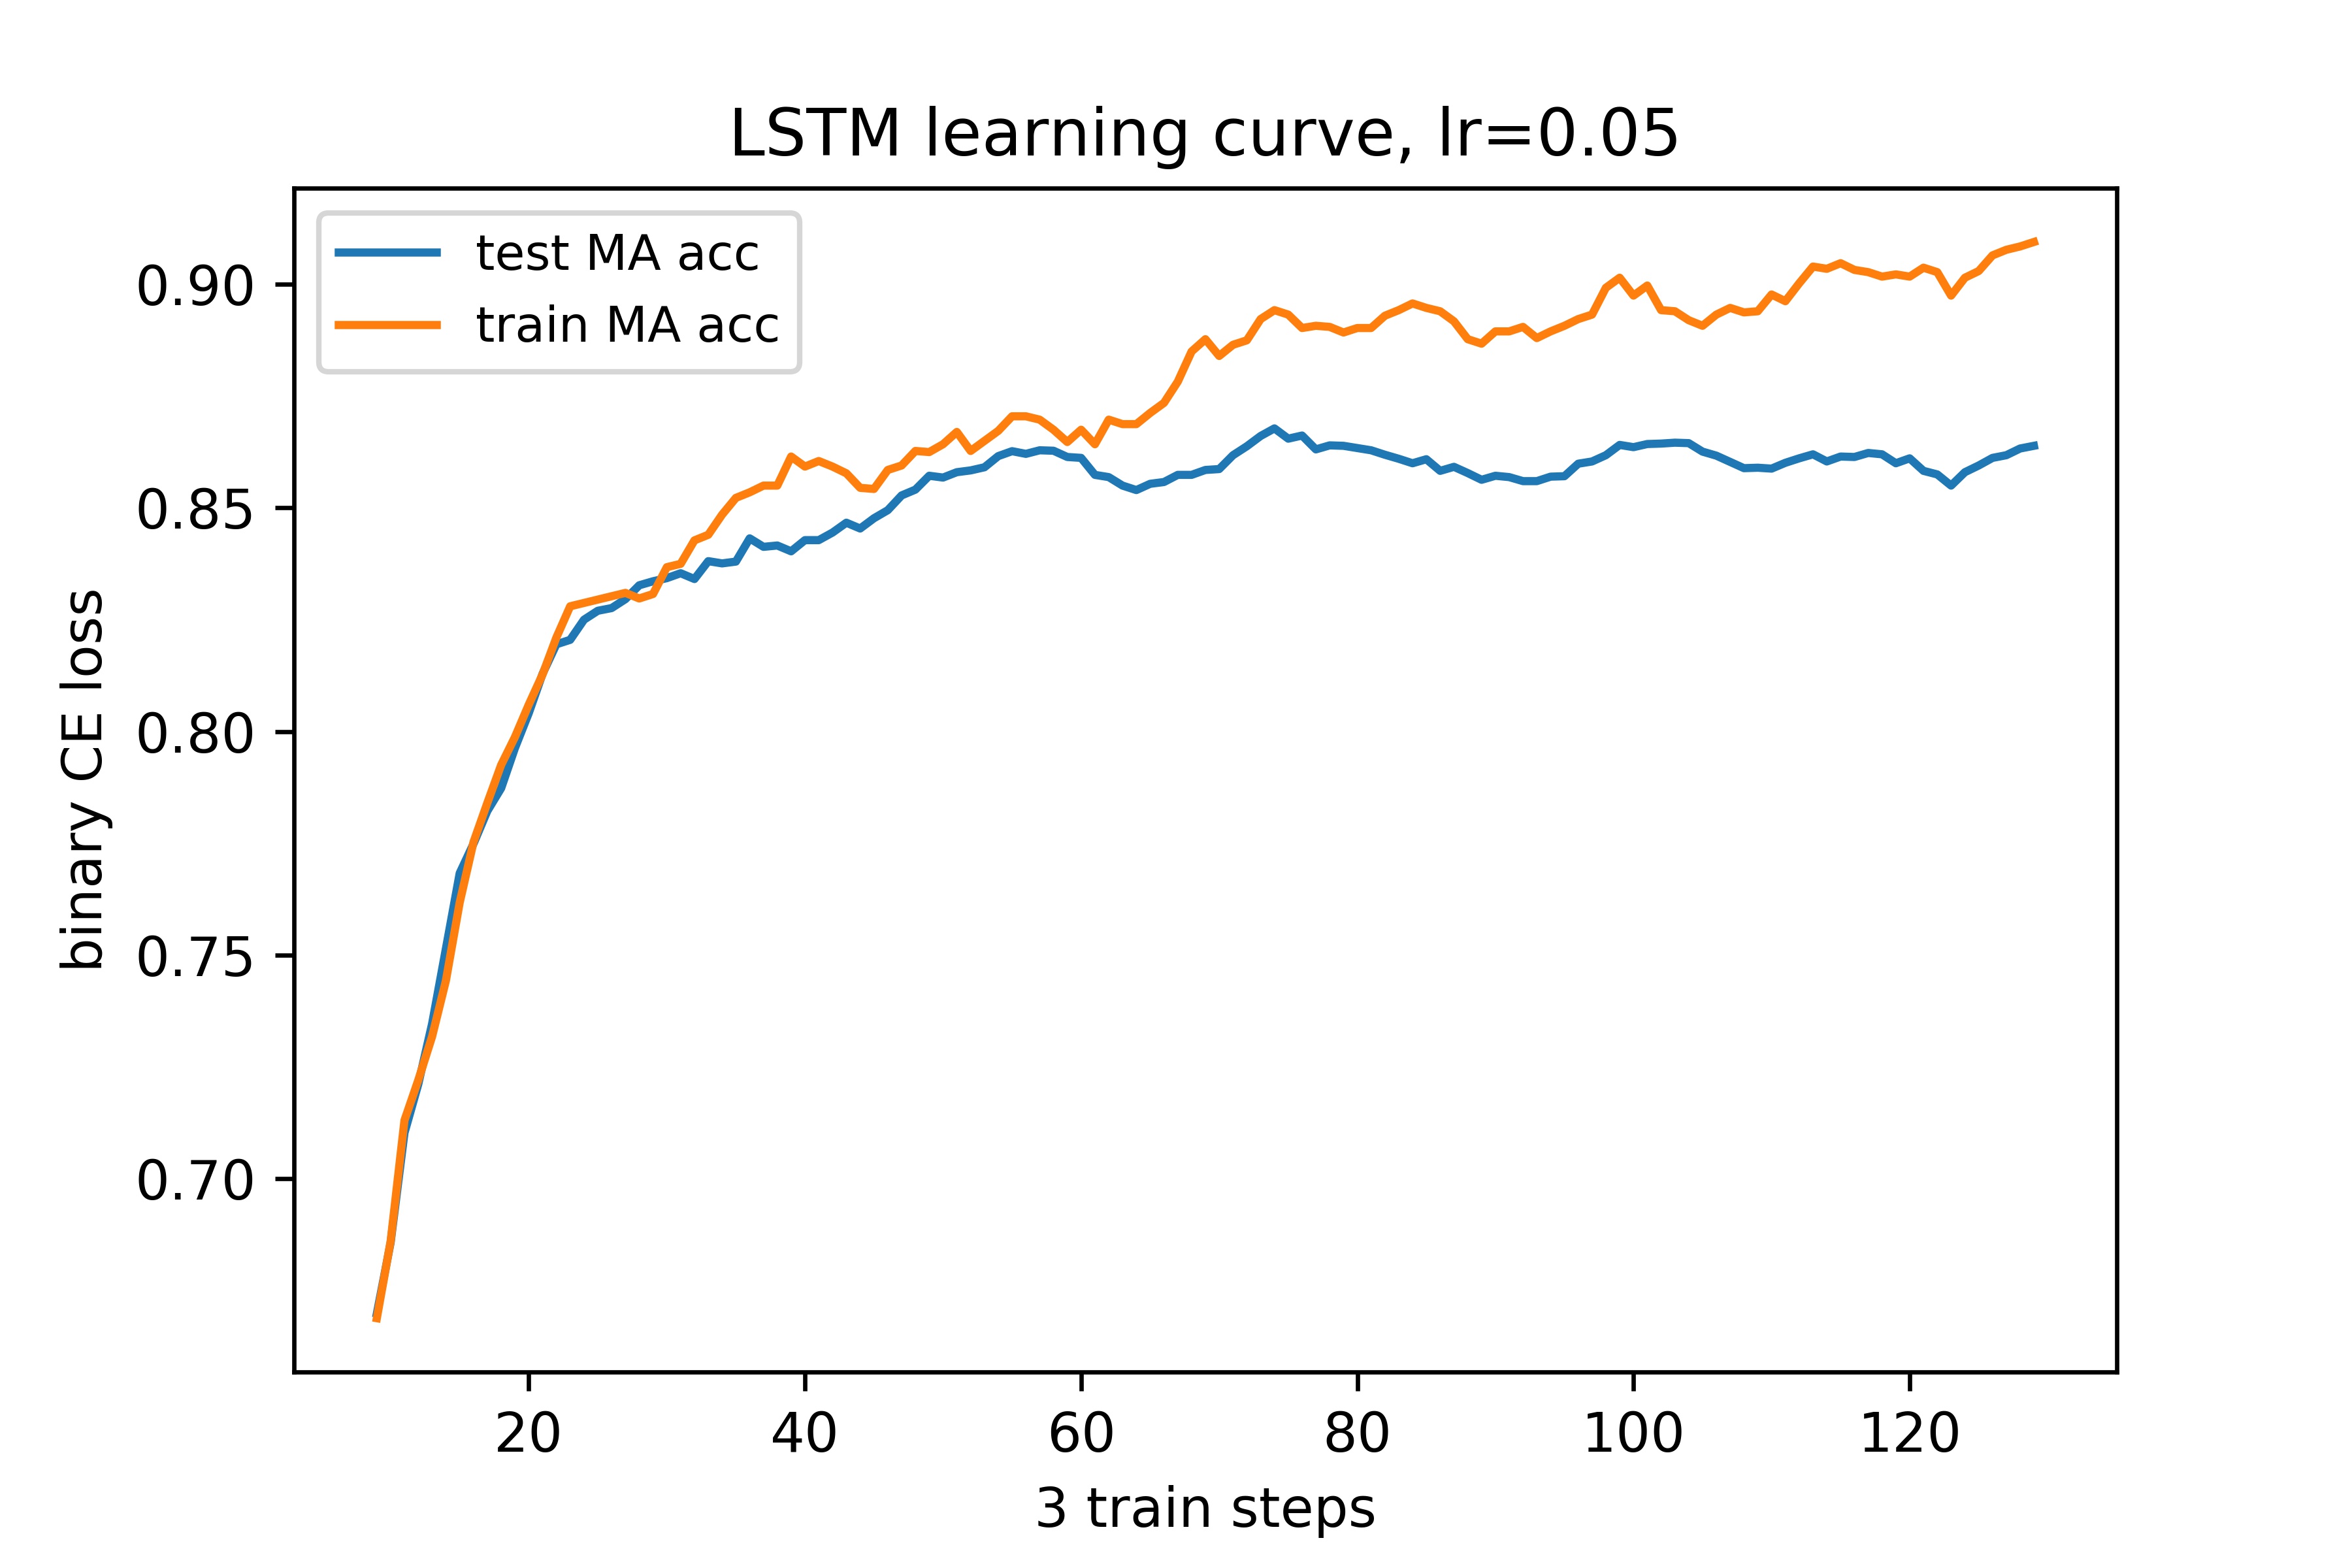 LSTM learning curve, lr=0.05
test MA acc
train MA acc
0.90
0.85
0.80
0.75
0.70
binary CE loss
20 40 60 80 100 120
3 train steps